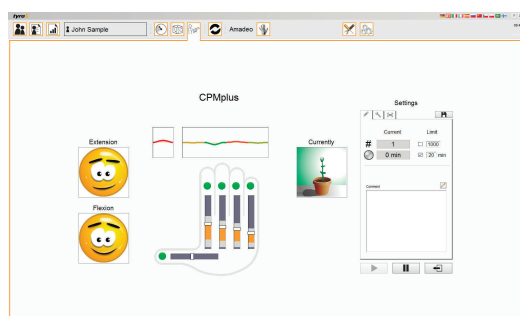 tyro
John Sample
Amadeo
CPMplus
Settings
Extension
Currently
Current Limit
# 1 1000
0 min 20 min
Flexion
Comment